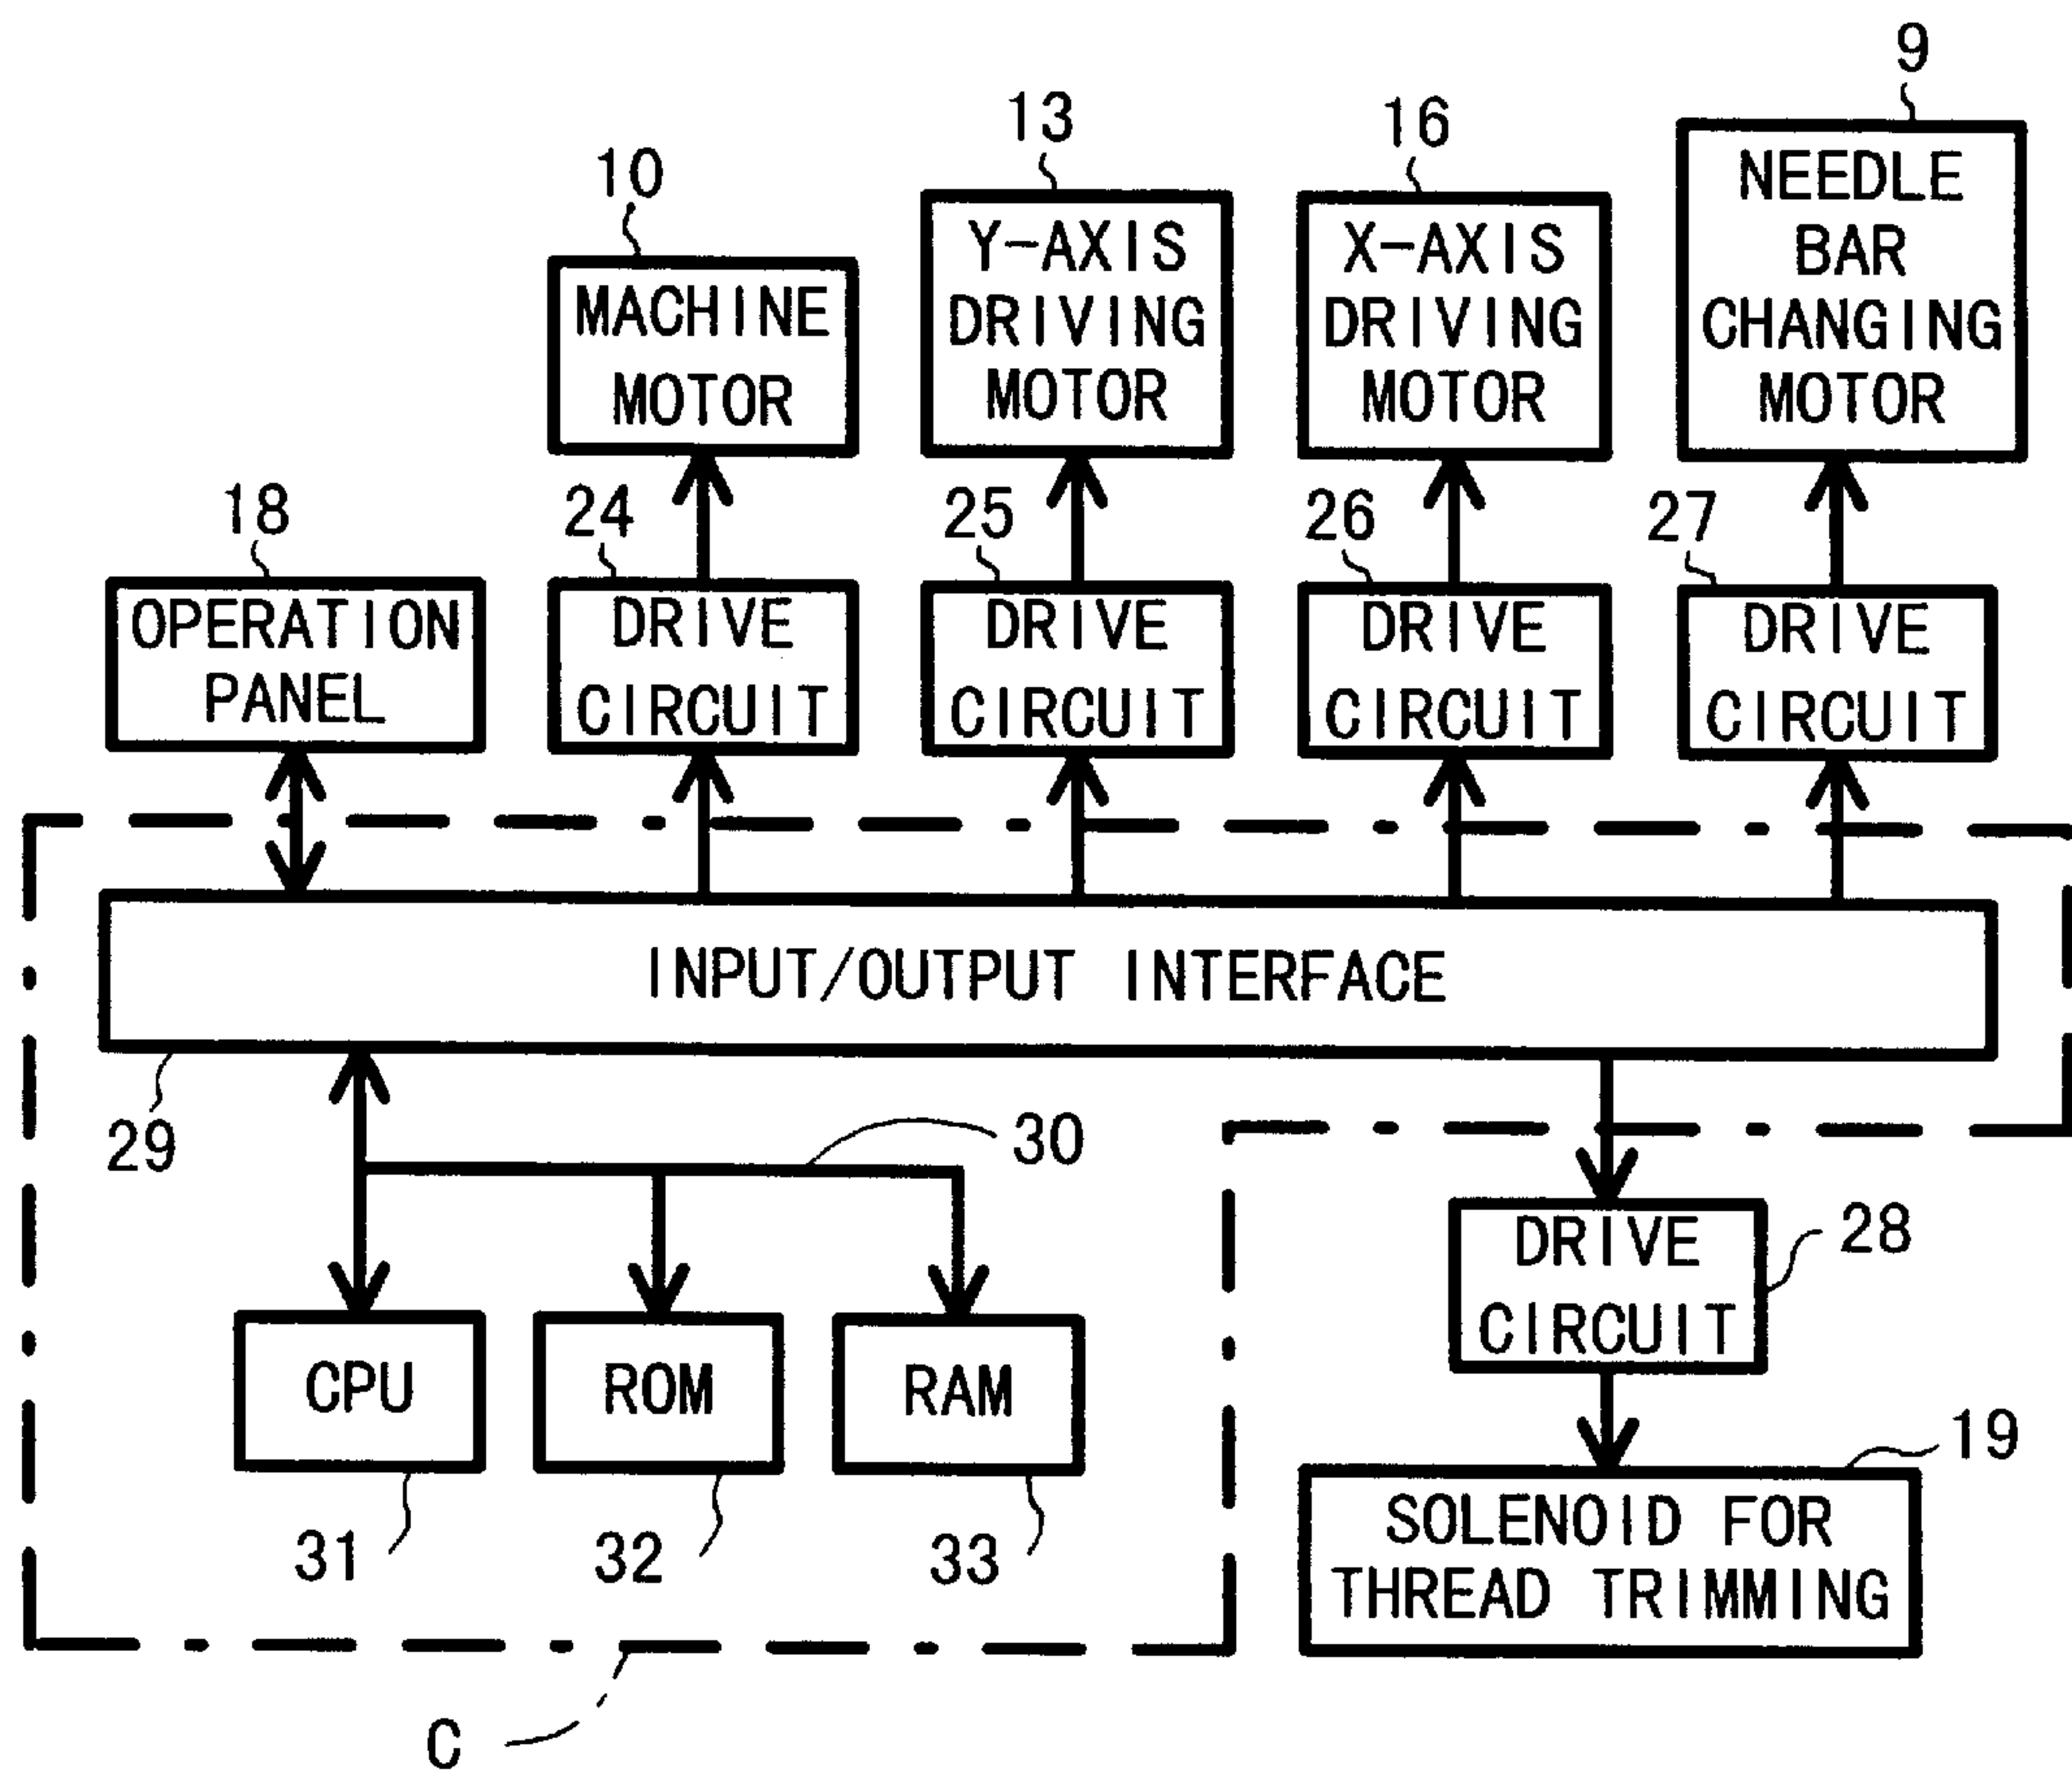 9
13
16
10
NEEDLE
BAR
CHANGING
MOTOR
Y-AXIS
DRIVING
MOTOR
X-AXIS
DRIVING
MOTOR
MACHINE
MOTOR
18
24
25
26
27
OPERATION
PANEL
DRIVE
CIRCUIT
DRIVE
CIRCUIT
DRIVE
CIRCUIT
DRIVE
CIRCUIT
INPUT/OUTPUT INTERFACE
29
30
28
DRIVE
CIRCUIT
CPU
ROM
RAM
31
32
33
19
SOLENOID FOR
THREAD TRIMMING
C